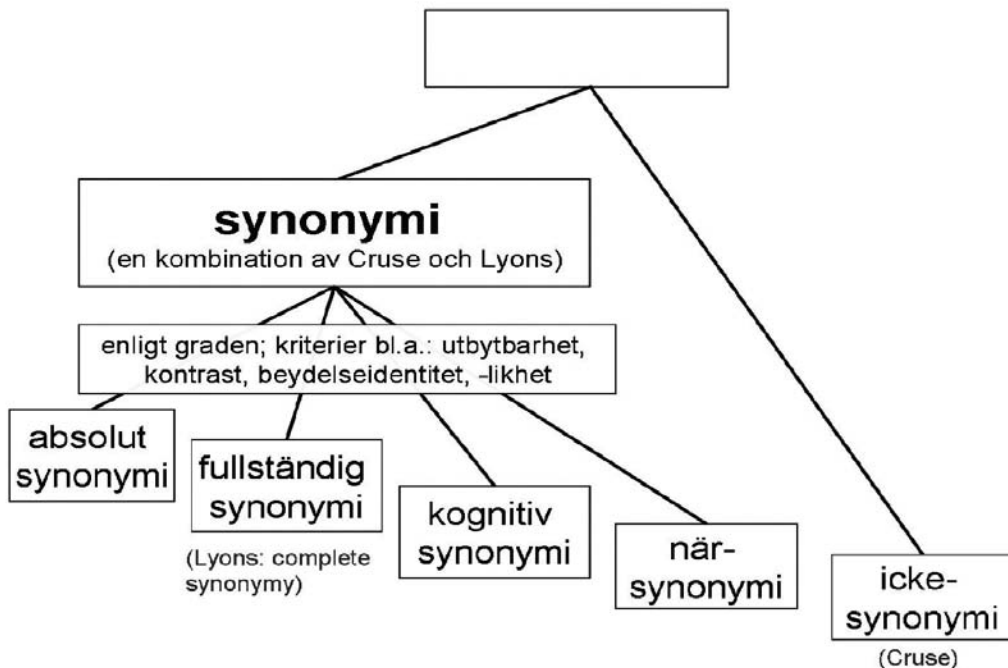 synonymi
(en kombination av Cruse och Lyons)
enligt graden; kriterier bl.a.: utbytbarhet,
kontrast, beydelseidentitet, -likhet
absolut
synonymi
fullständig
synonymi
(Lyons: complete
synonymy)
kognitiv
synonymi
när-
synonymi
icke-
synonymi
(Cruse)